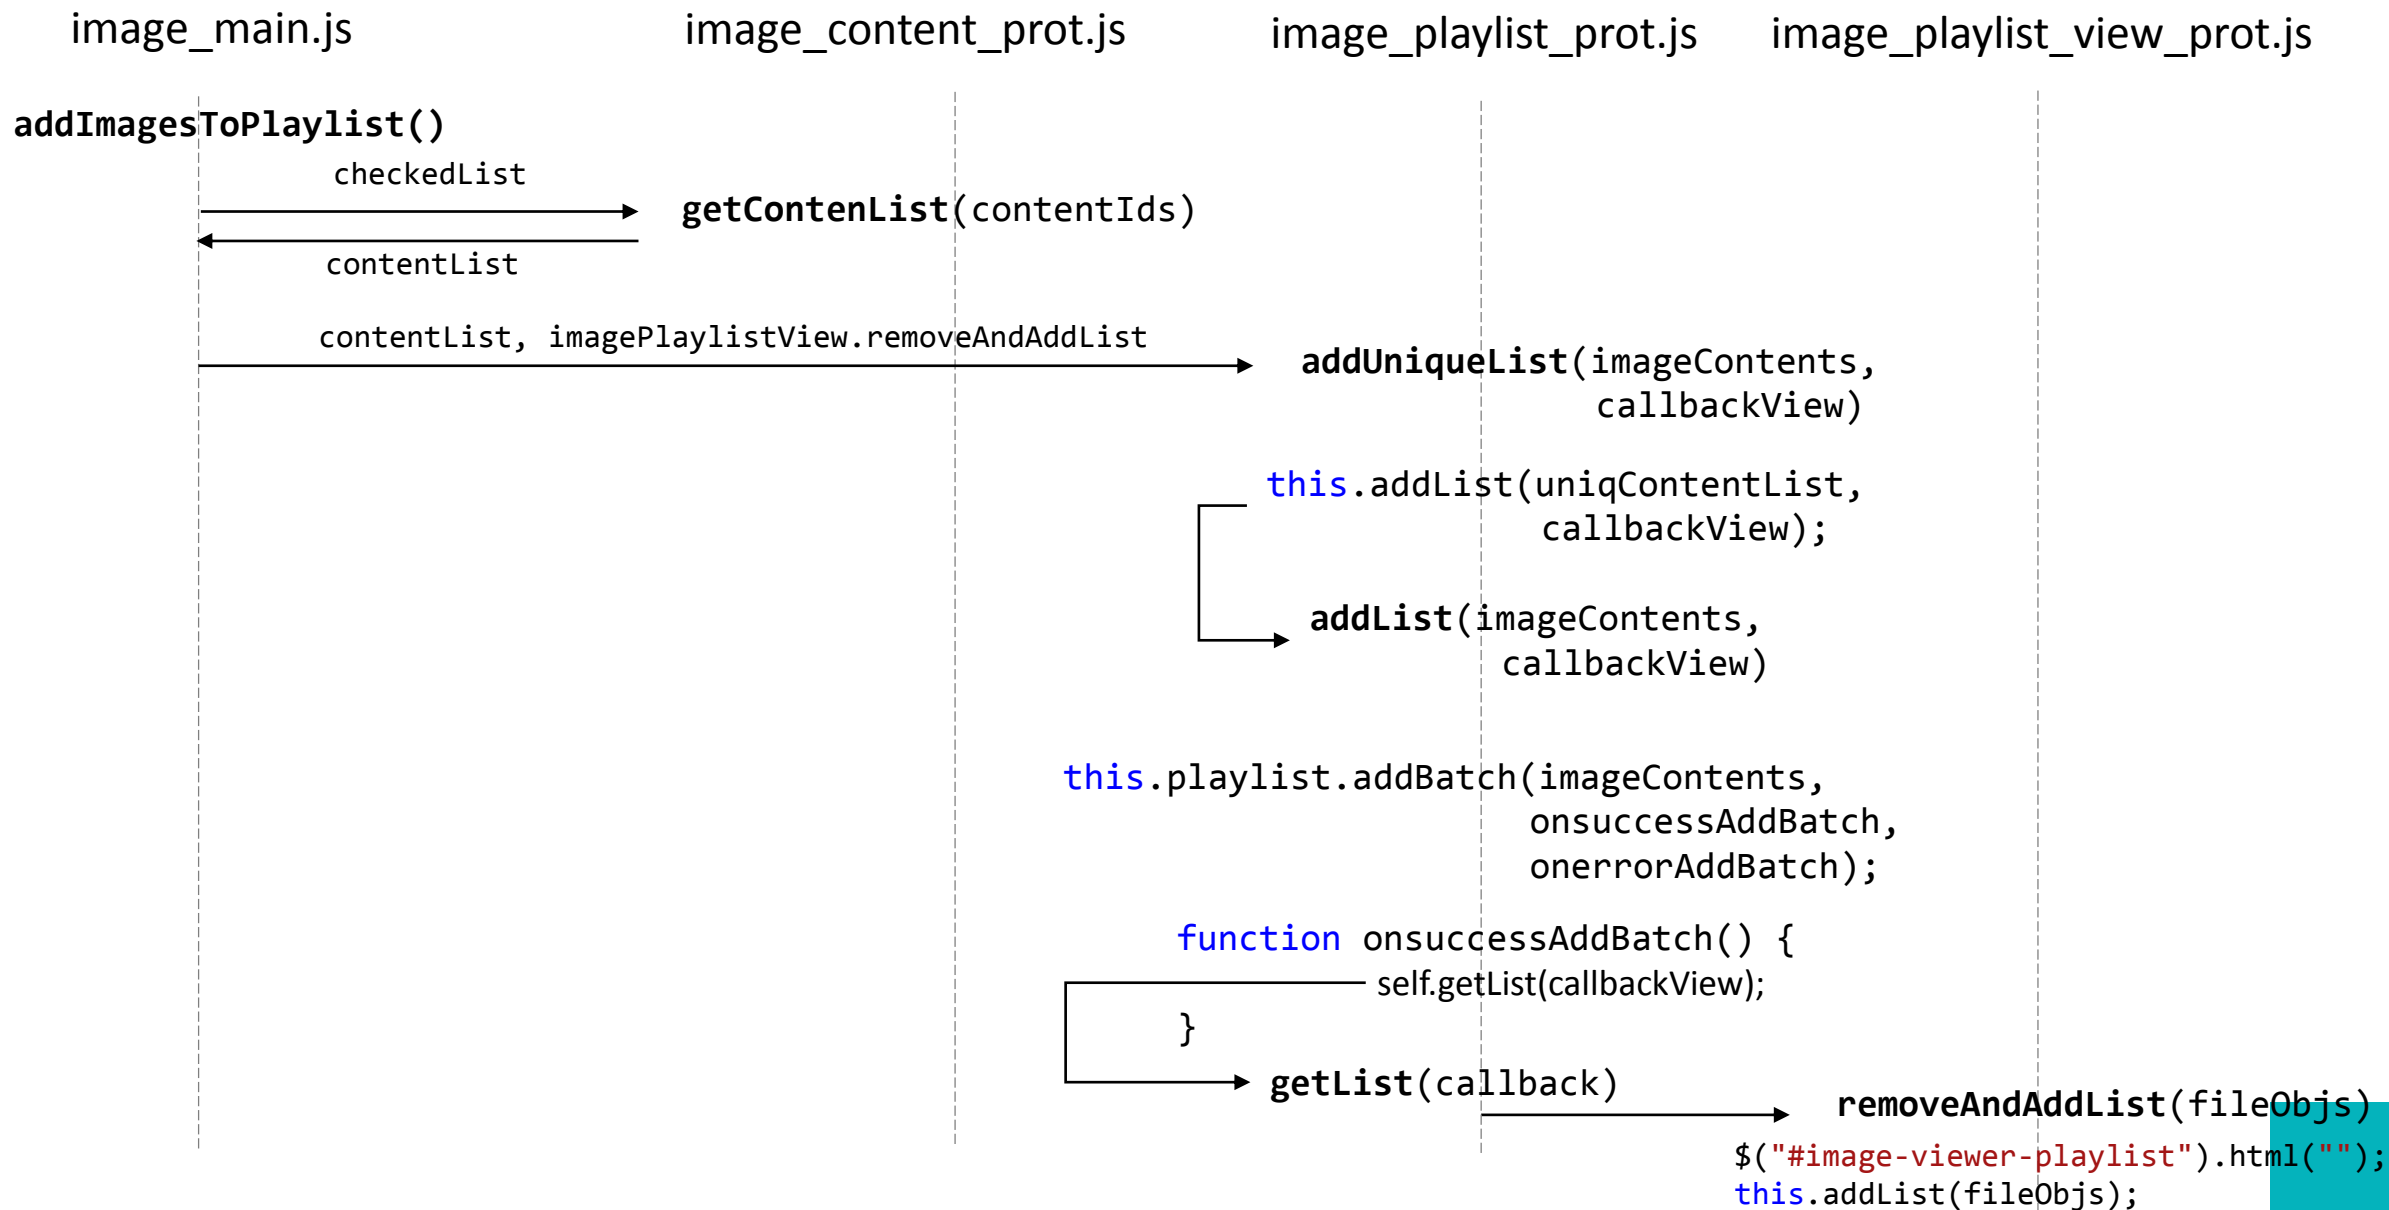 image_main.js
image_content_prot.js
image_playlist_prot.js
image_playlist_view_prot.js
addImagesToPlaylist()
checkedList
getContenList(contentIds)
contentList
contentList, imagePlaylistView.removeAndAddList
addUniqueList(imageContents,
callbackView)
this.addList(uniqContentList,
callbackView);
addList(imageContents,
callbackView)
this.playlist.addBatch(imageContents,
onsuccessAddBatch,
onerrorAddBatch);
function onsuccessAddBatch() {
self.getList(callbackView);
}
getList(callback)
removeAndAddList(fileObjs)
$("#image-viewer-playlist").html("");
this.addList(fileObjs);